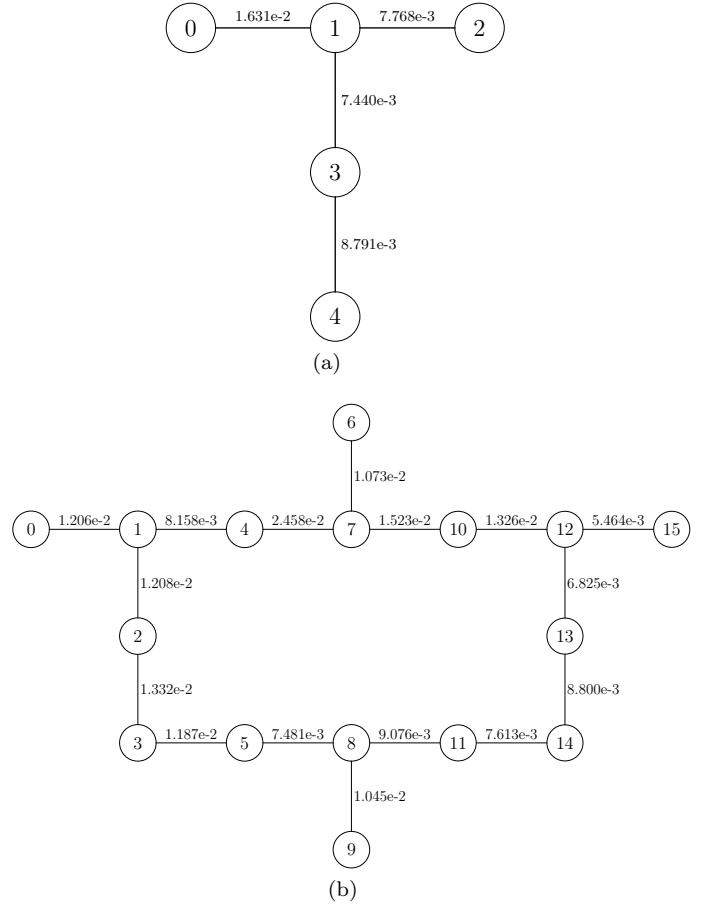 0 1.631e-2 1 7.768e-3 2
7.440e-3
3
8.791e-3
4
(a)
6
1.073e-2
0 1.206e-2 1 8.158e-3 4 2.458e-2 7 1.523e-2 10 1.326e-2 12 5.464e-3 15
1.208e-2 6.825e-3
2 13
1.332e-2 8.800e-3
3 1.187e-2 5 7.481e-3 8 9.076e-3 11 7.613e-3 14
1.045e-2
9
(b)